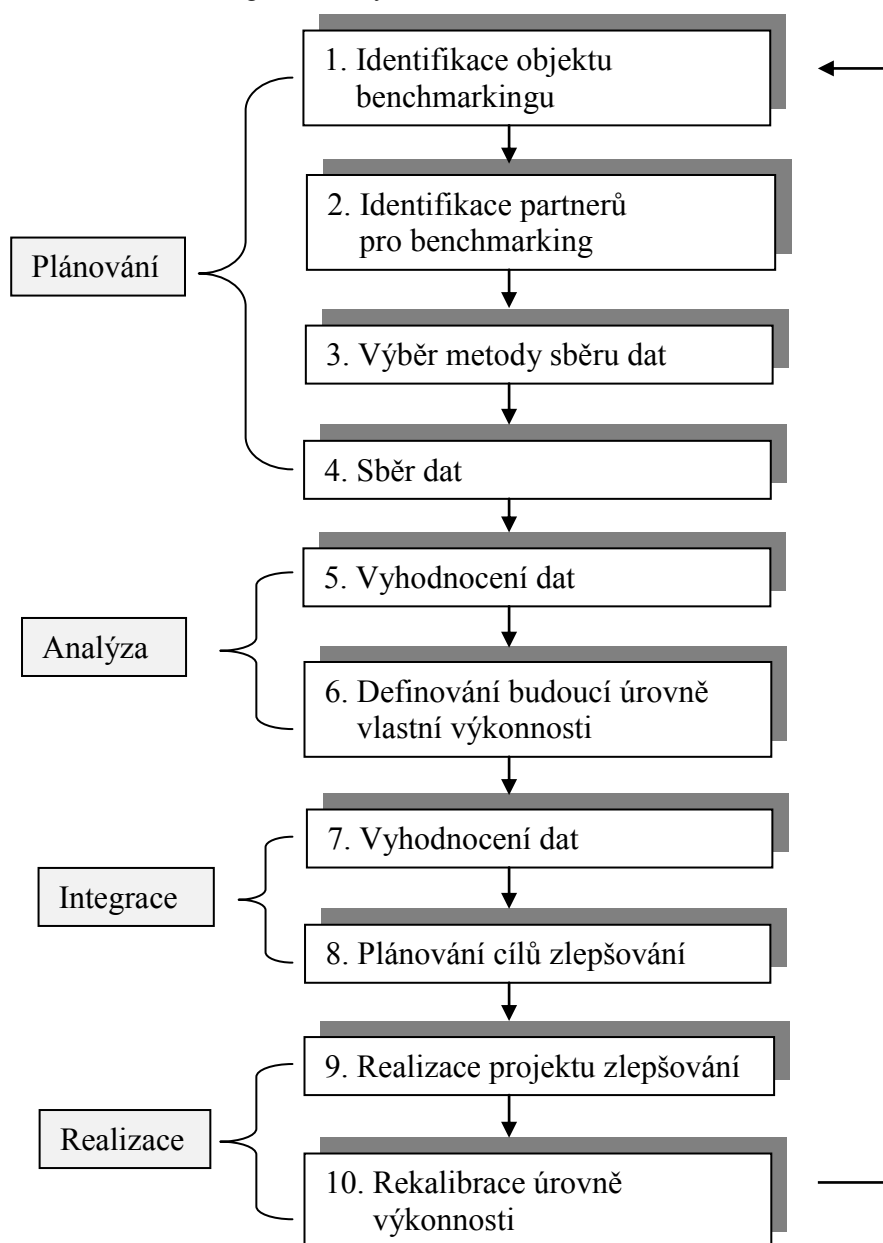 1. Identifikace objektu
benchmarkingu
2. Identifikace partnerů
pro benchmarking
Plánování
3. Výběr metody sběru dat
4. Sběr dat
5. Vyhodnocení dat
Analýza
6. Definování budoucí úrovně
vlastní výkonnosti
7. Vyhodnocení dat
Integrace
8. Plánování cílů zlepšování
9. Realizace projektu zlepšování
Realizace
10. Rekalibrace úrovně
výkonnosti